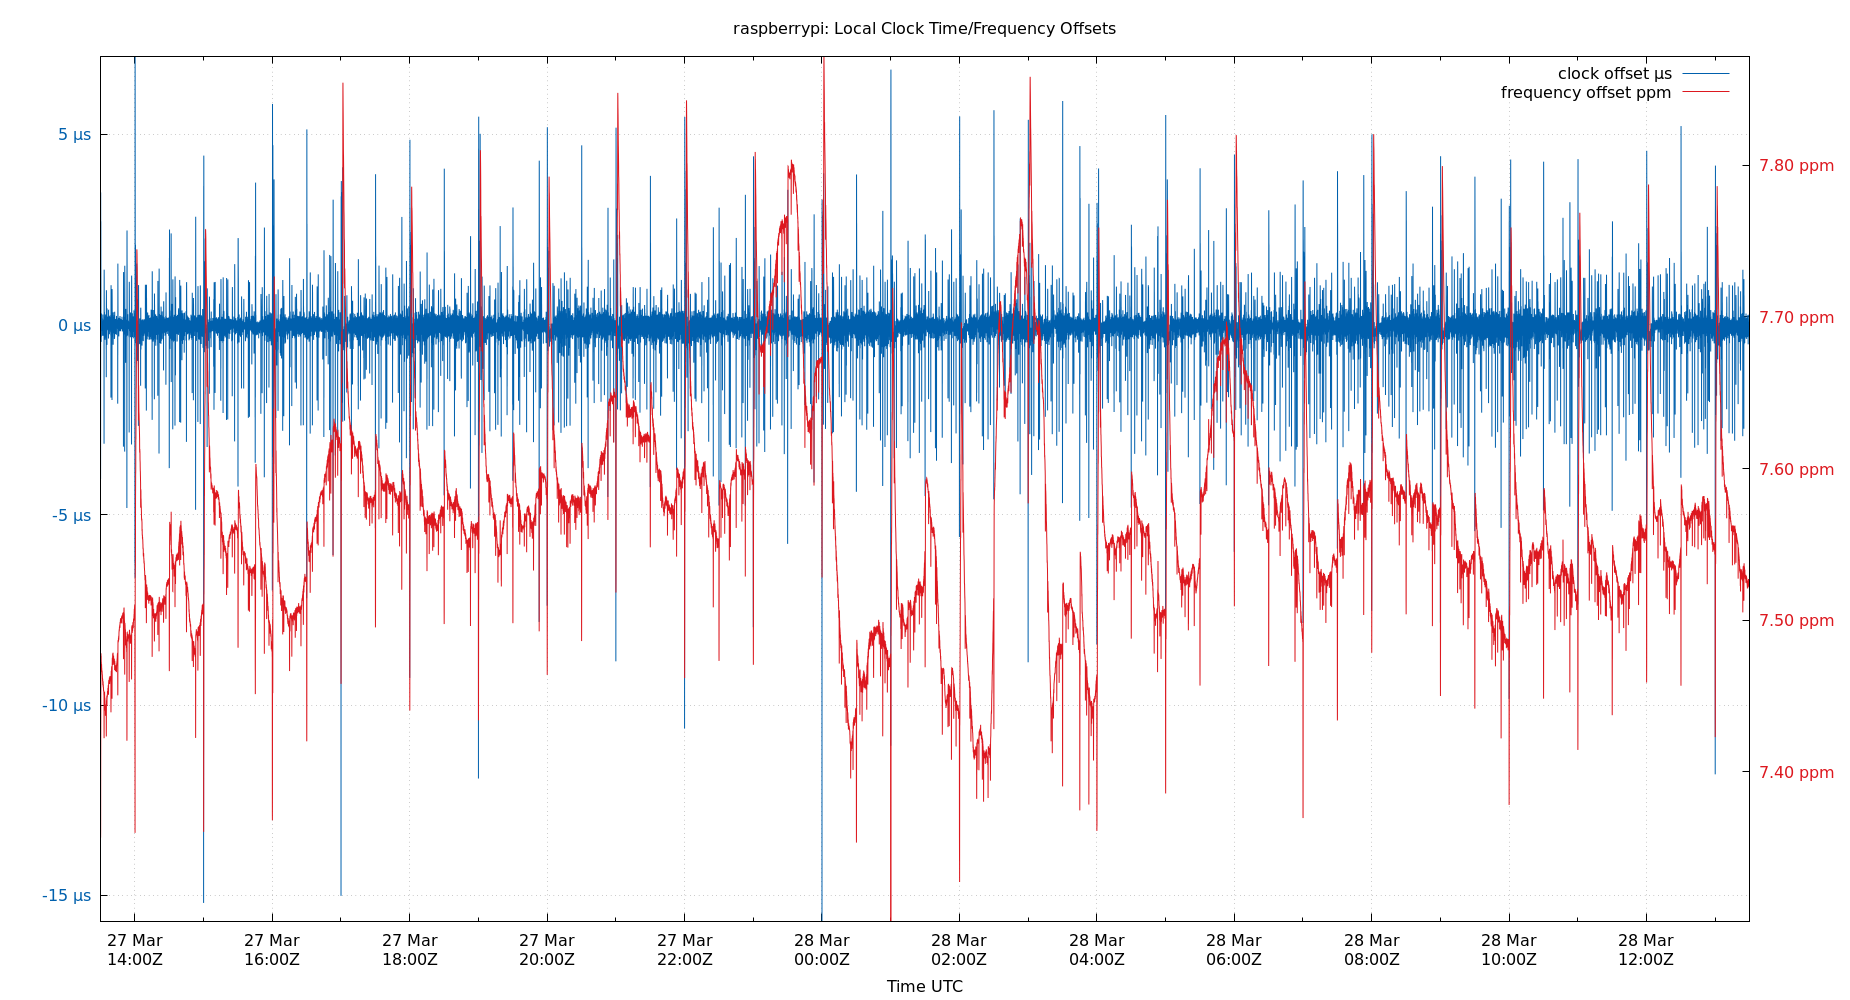 raspberrypi: Local Clock Time/Frequency Offsets
clock offset µs
frequency offset ppm
5 µs
0 µs
-5 µs
-10 µs
-15 µs
7.80 ppm
7.70 ppm
7.60 ppm
7.50 ppm
7.40 ppm
27 Mar 27 Mar 27 Mar 27 Mar 27 Mar 28 Mar 28 Mar 28 Mar 28 Mar 28 Mar 28 Mar 28 Mar
14:00Z 16:00Z 18:00Z 20:00Z 22:00Z 00:00Z 02:00Z 04:00Z 06:00Z 08:00Z 10:00Z 12:00Z
Time UTC